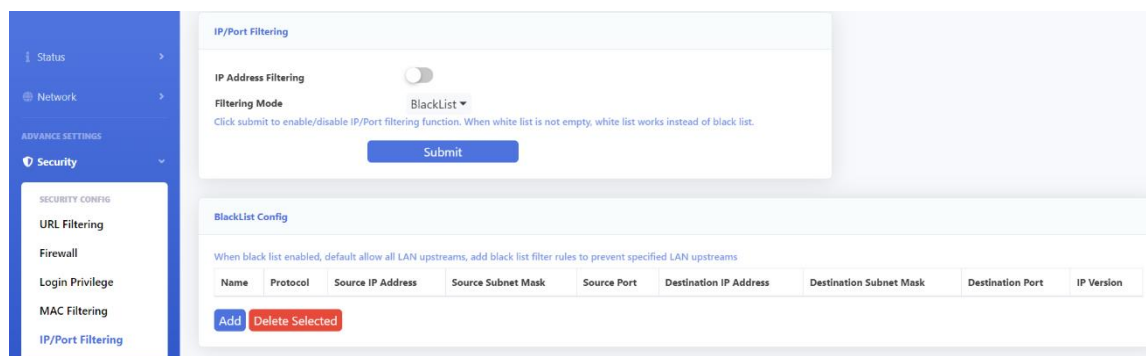 Status
Network
ADVANCE SETTINGS
Security
SECURITY CONFIG
URL Filtering
Firewall
Login Privilege
MAC Filtering
IP/Port Filtering
IP/Port Filtering
IP Address Filtering
Filtering Mode BlackList
Click submit to enable/disable IP/Port filtering function. When white list is not empty, white list works instead of black list.
Submit
BlackList Config
When black list enabled, default allow all LAN upstreams, add black list filter rules to prevent specified LAN upstreams
Name Protocol Source IP Address Source Subnet Mask Source Port Destination IP Address Destination Subnet Mask Destination Port IP Version
Add Delete Selected